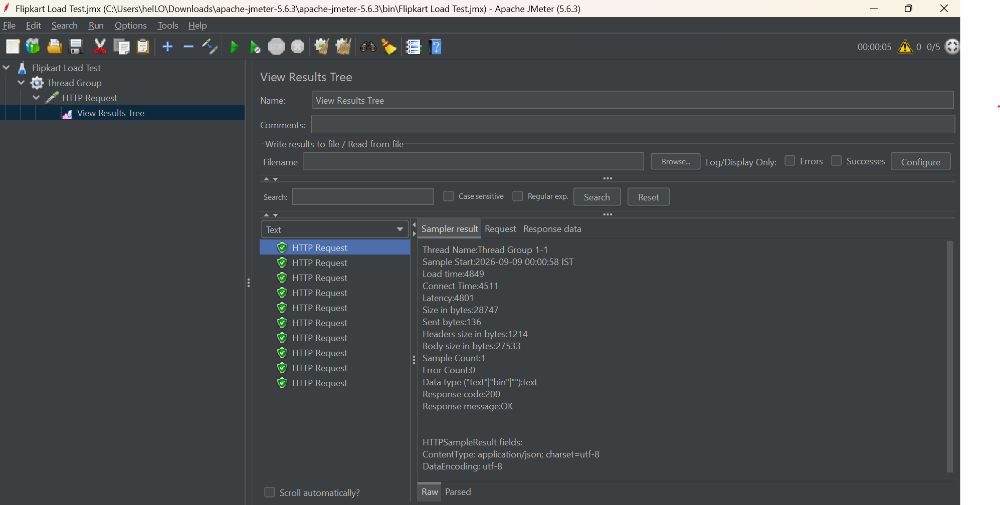 Flipkart Load Test.jmx (C:\Users\helLO\Downloads\apache-jmeter-5.6.3\apache-jmeter-5.6.3\bin\Flipkart Load Test.jmx) - Apache JMeter (5.6.3)
File Edit Search Run Options Tools Help
STOP
00:00:05 0 0/5
Flipkart Load Test
Thread Group
HTTP Request
View Results Tree
View Results Tree
Name: View Results Tree
Comments:
Write results to file / Read from file
Filename Browse... Log/Display Only: Errors Successes Configure
Search: Case sensitive Regular exp. Search Reset
Text
HTTP Request
HTTP Request
HTTP Request
HTTP Request
HTTP Request
HTTP Request
HTTP Request
HTTP Request
HTTP Request
HTTP Request
Scroll automatically?
Sampler result Request Response data
Thread Name:Thread Group 1-1
Sample Start:2026-09-09 00:00:58 IST
Load time:4849
Connect Time:4511
Latency:4801
Size in bytes:28747
Sent bytes:136
Headers size in bytes:1214
Body size in bytes:27533
Sample Count:1
Error Count:0
Data type ("text"|"bin"|""):text
Response code:200
Response message:OK
HTTPSampleResult fields:
ContentType: application/json; charset=utf-8
DataEncoding: utf-8
Raw Parsed